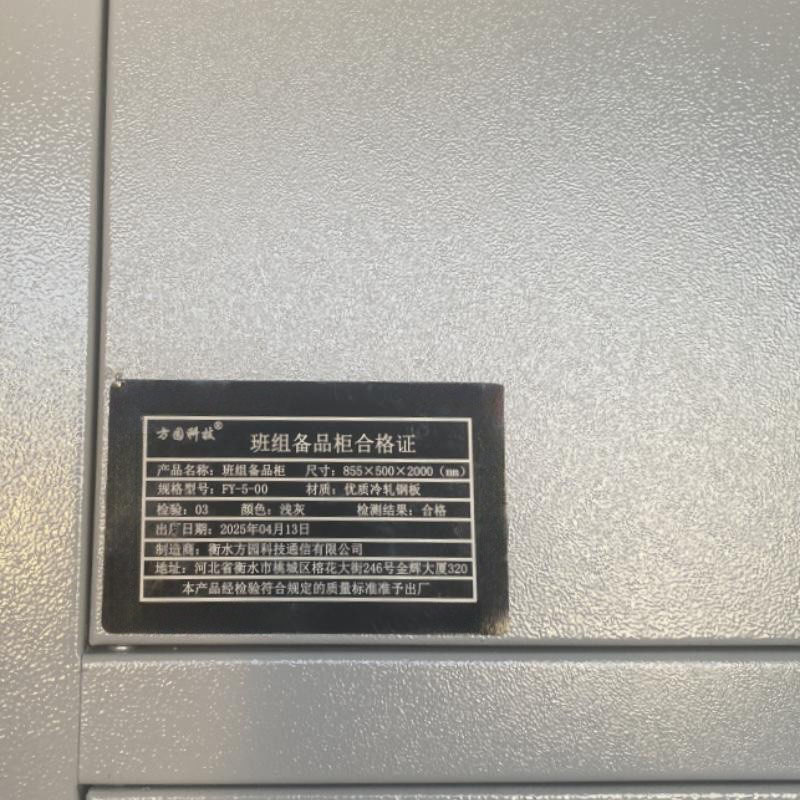 方园科技®
班组备品柜合格证
产品名称：班组备品柜 尺寸：855×500×2000（mm）
规格型号：FY-5-00 材质：优质冷轧钢板
检验：03 颜色：浅灰 检测结果：合格
出厂日期：2025年04月13日
制造商：衡水方园科技通信有限公司
地址：河北省衡水市桃城区榕花大街246号金辉大厦320
本产品经检验符合规定的质量标准准予出厂